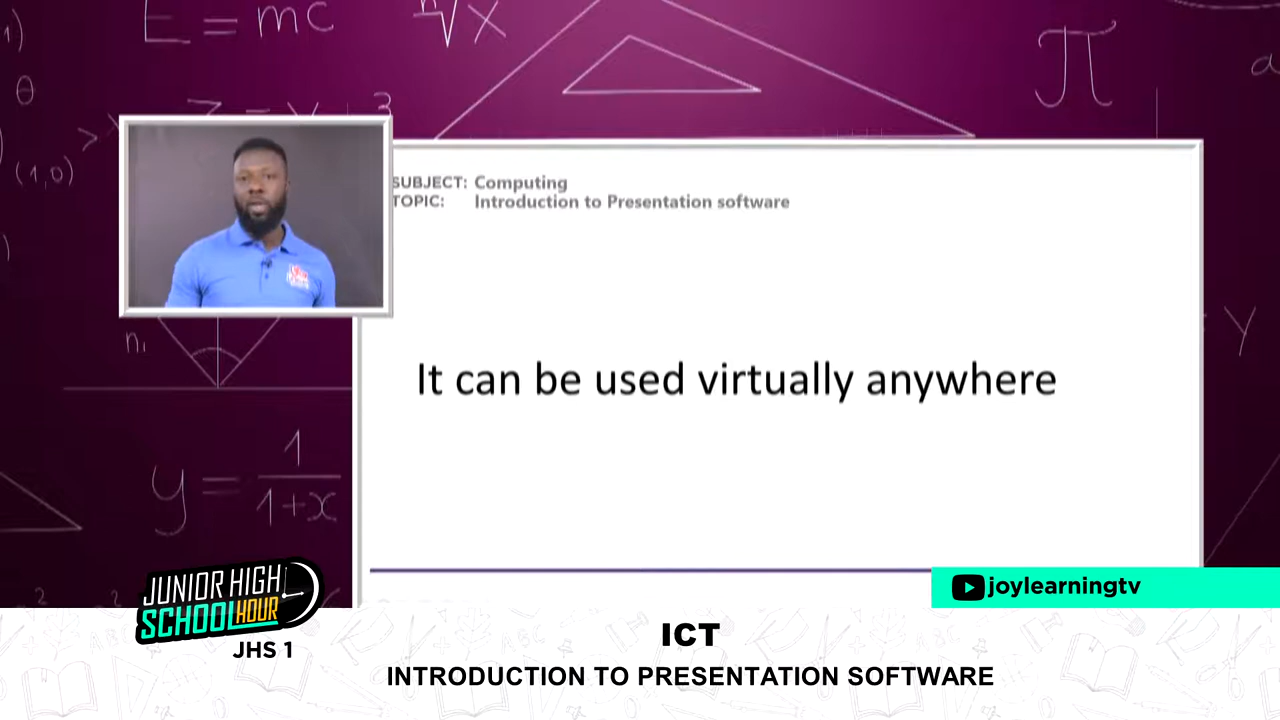 E = mc
n√x
π
θ
(1,0)
SUBJECT: Computing
TOPIC: Introduction to Presentation software
It can be used virtually anywhere
n₁
y = 1
1+x
Y
JUNIOR HIGH
SCHOOL HOUR
JHS 1
joylearningtv
ICT
INTRODUCTION TO PRESENTATION SOFTWARE